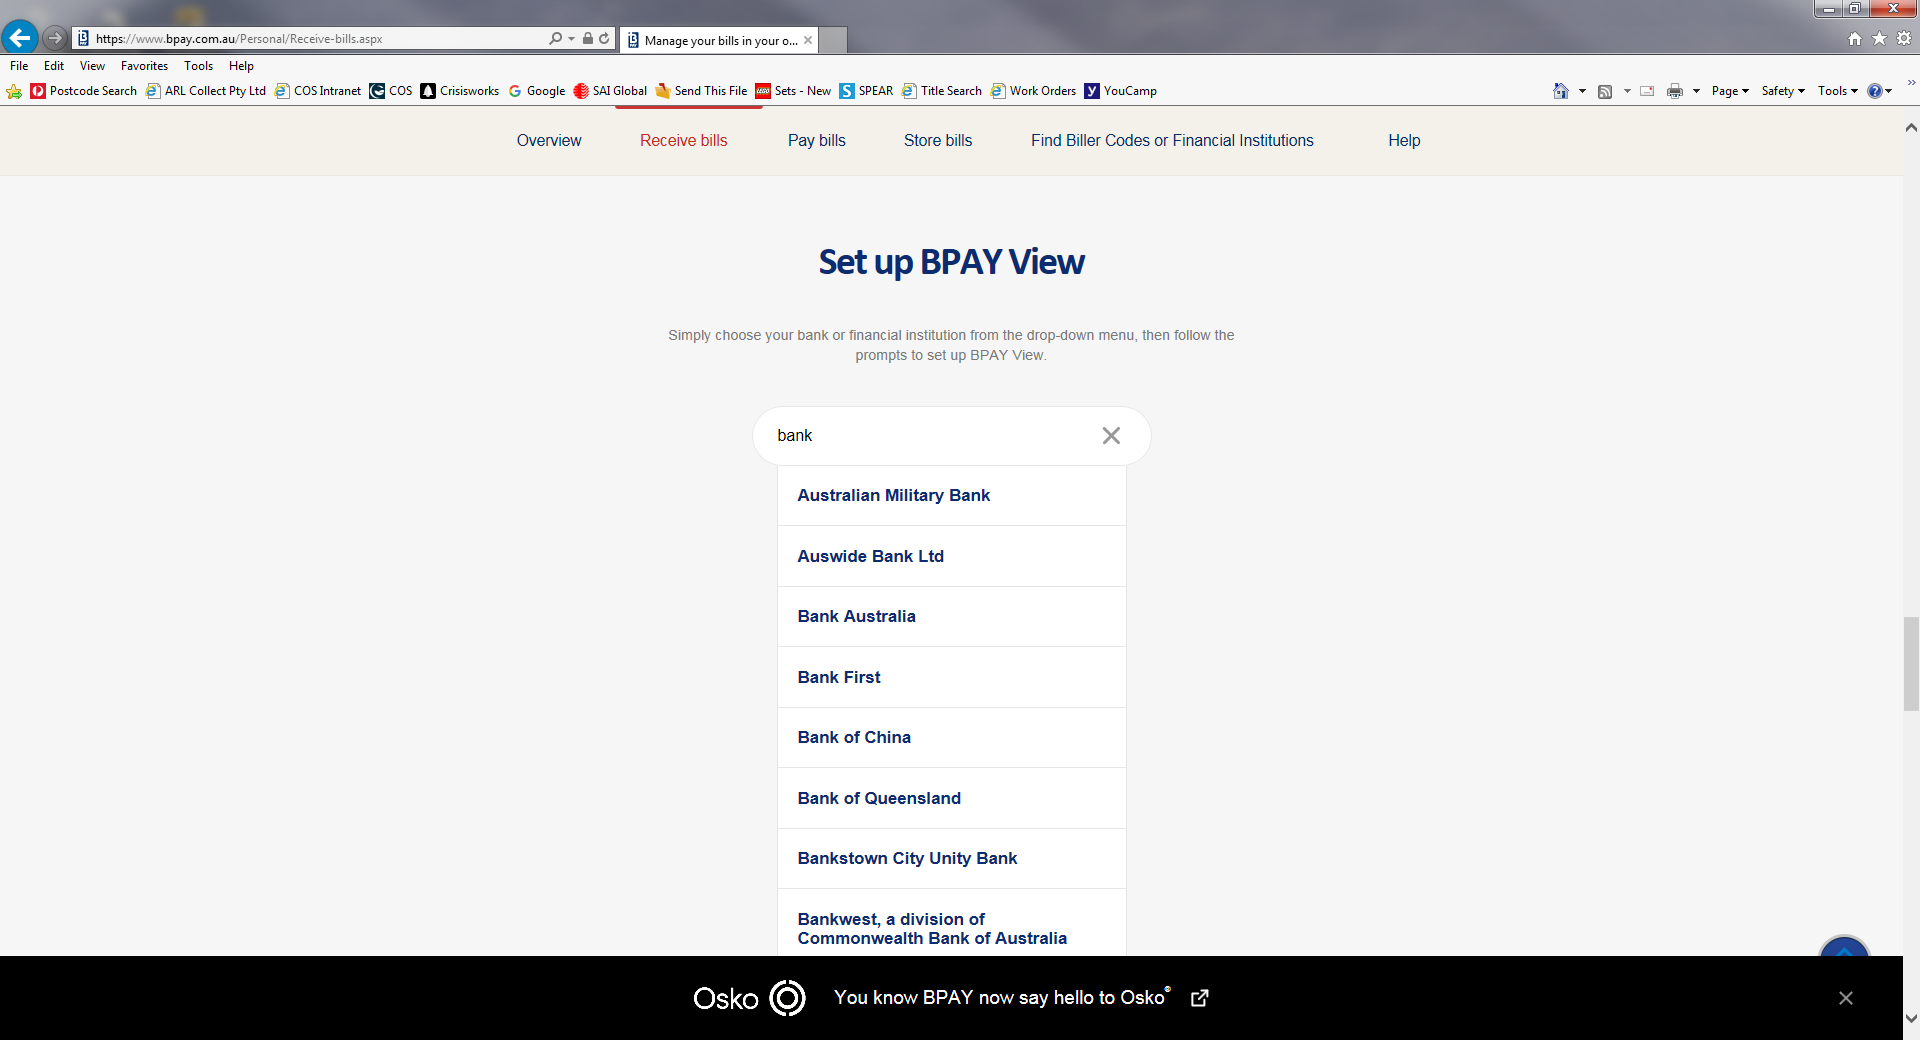 https://www.bpay.com.au/Personal/Receive-bills.aspx
Manage your bills in your o...
File Edit View Favorites Tools Help
Postcode Search ARL Collect Pty Ltd COS Intranet COS Crisisworks Google SAI Global Send This File Sets - New SPEAR Title Search Work Orders YouCamp Page Safety Tools
Overview Receive bills Pay bills Store bills Find Biller Codes or Financial Institutions Help
Set up BPAY View
Simply choose your bank or financial institution from the drop-down menu, then follow the
prompts to set up BPAY View.
bank
Australian Military Bank
Auswide Bank Ltd
Bank Australia
Bank First
Bank of China
Bank of Queensland
Bankstown City Unity Bank
Bankwest, a division of
Commonwealth Bank of Australia
Osko You know BPAY now say hello to Osko®